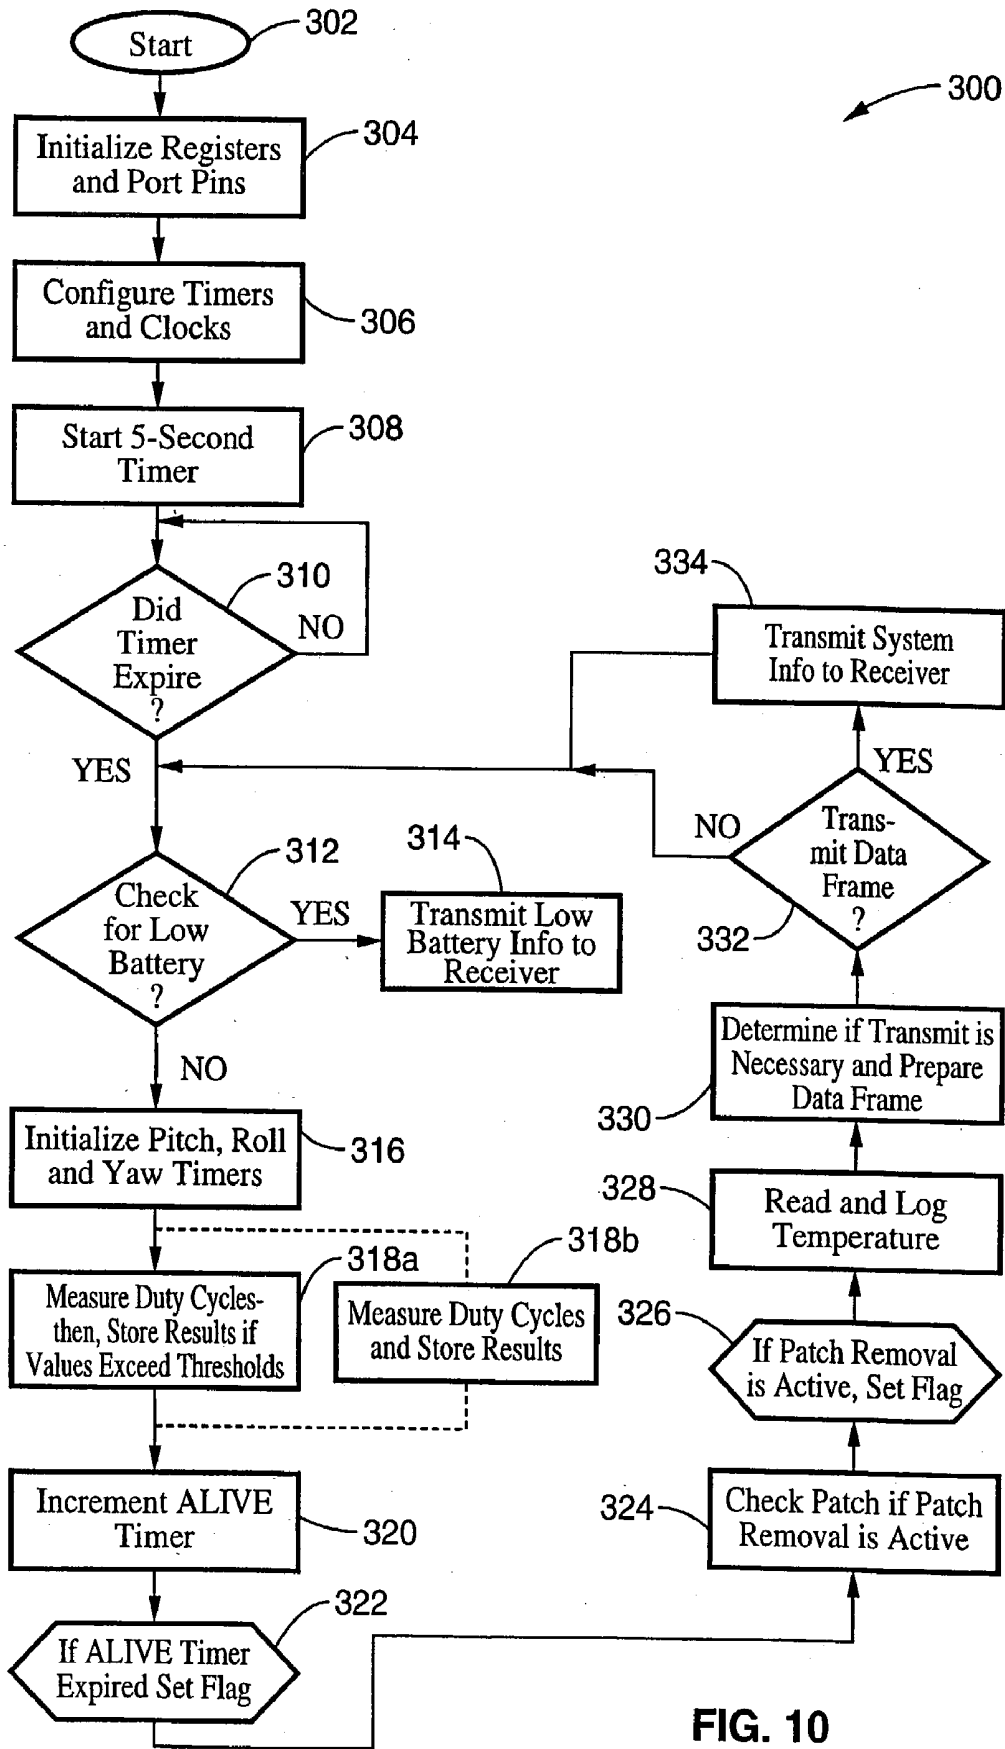 Start
302
300
Initialize Registers
and Port Pins
304
Configure Timers
and Clocks
306
Start 5-Second
Timer
308
Did
Timer
Expire
?
310
NO
YES
Check
for Low
Battery
?
312
YES
NO
314
Transmit Low
Battery Info to
Receiver
Initialize Pitch, Roll
and Yaw Timers
316
318a
Measure Duty Cycles-
then, Store Results if
Values Exceed Thresholds
318b
Measure Duty Cycles
and Store Results
Increment ALIVE
Timer
320
322
If ALIVE Timer
Expired Set Flag
324
Check Patch if Patch
Removal is Active
326
If Patch Removal
is Active, Set Flag
328
Read and Log
Temperature
330
Determine if Transmit is
Necessary and Prepare
Data Frame
332
Trans-
mit Data
Frame
?
NO
YES
334
Transmit System
Info to Receiver
FIG. 10